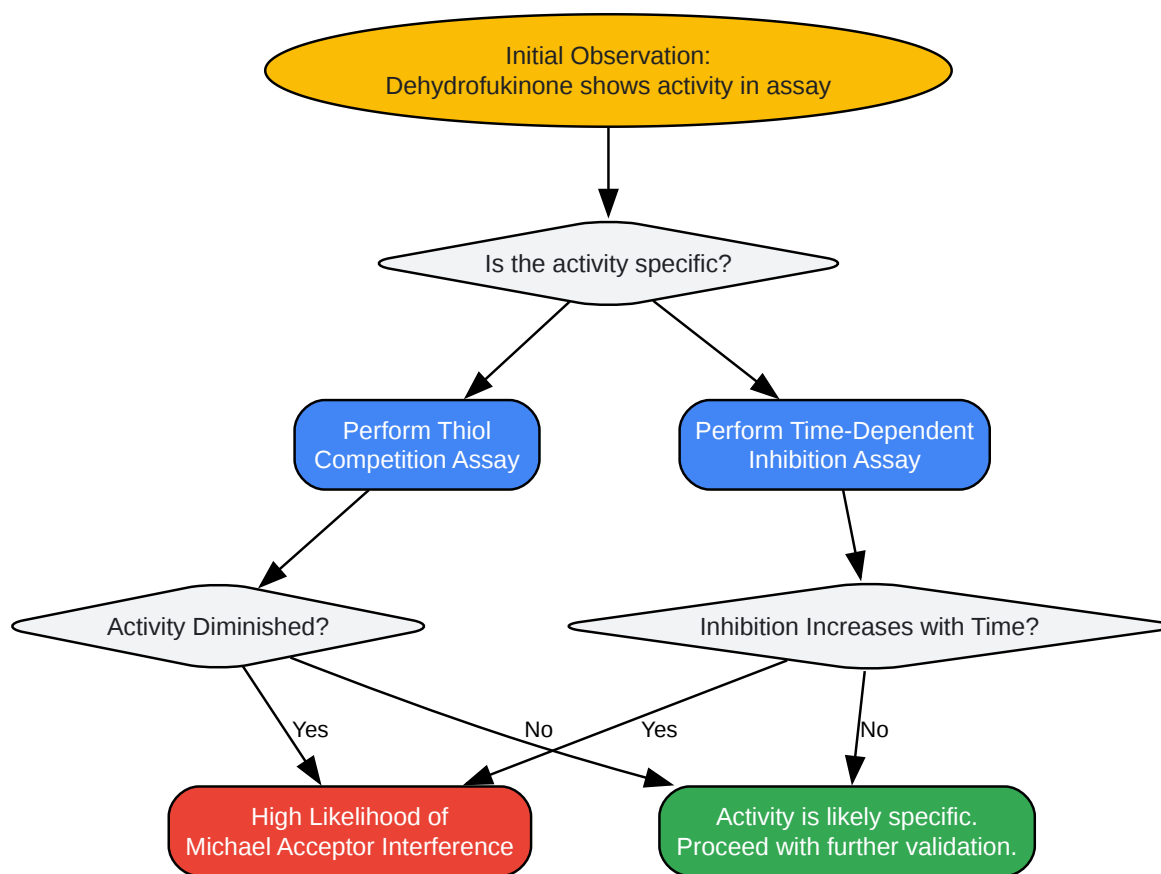 Initial Observation:
Dehydrofukinone shows activity in assay
Is the activity specific?
Perform Thiol
Competition Assay
Perform Time-Dependent
Inhibition Assay
Activity Diminished?
Inhibition Increases with Time?
Yes
No
Yes
No
High Likelihood of
Michael Acceptor Interference
Activity is likely specific.
Proceed with further validation.